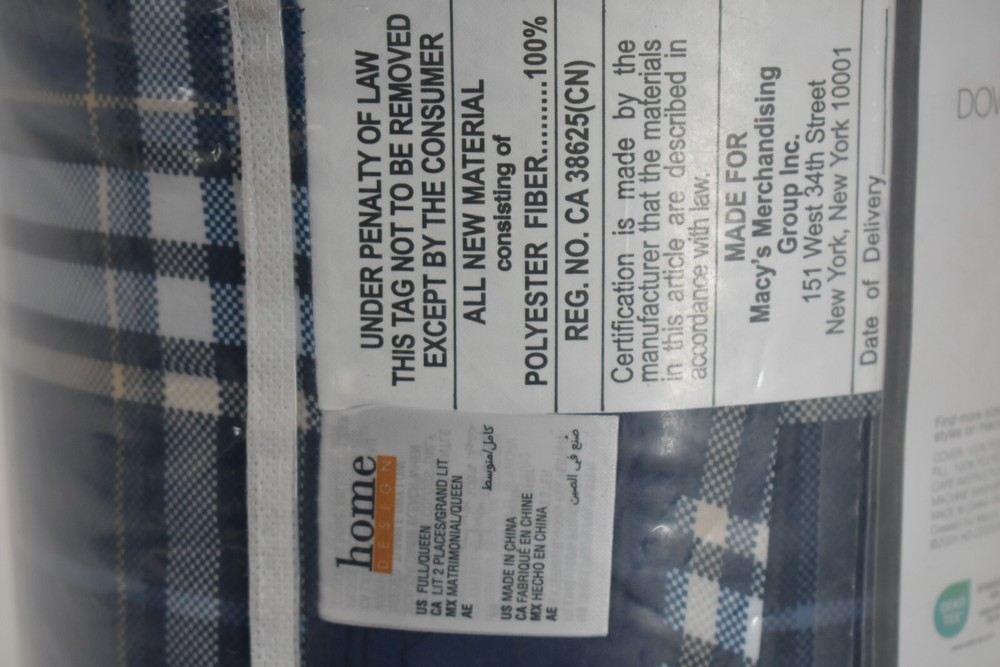 UNDER PENALTY OF LAW
THIS TAG NOT TO BE REMOVED
EXCEPT BY THE CONSUMER
ALL NEW MATERIAL
consisting of
POLYESTER FIBER..........100%
REG. NO. CA 38625(CN)
Certification is made by the
manufacturer that the materials
in this article are described in
accordance with law.
MADE FOR
Macy's Merchandising
Group Inc.
151 West 34th Street
New York, New York 10001
Date of Delivery
home
DESIGN
US FULL/QUEEN
CA LIT 2 PLACES/GRAND LIT
MX MATRIMONIAL/QUEEN
AE كامل/متوسط
US MADE IN CHINA
CA FABRIQUÉ EN CHINE
MX HECHO EN CHINA
AE صنع في الصين
DO
Find more
styles